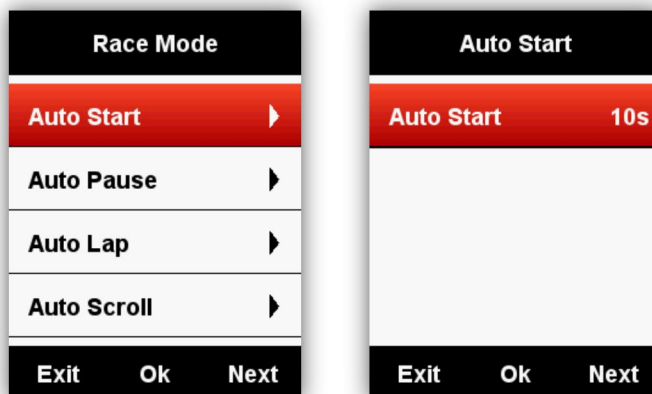 Race Mode
Auto Start
Auto Pause
Auto Lap
Auto Scroll
Exit Ok Next
Auto Start
Auto Start 10s
Exit Ok Next